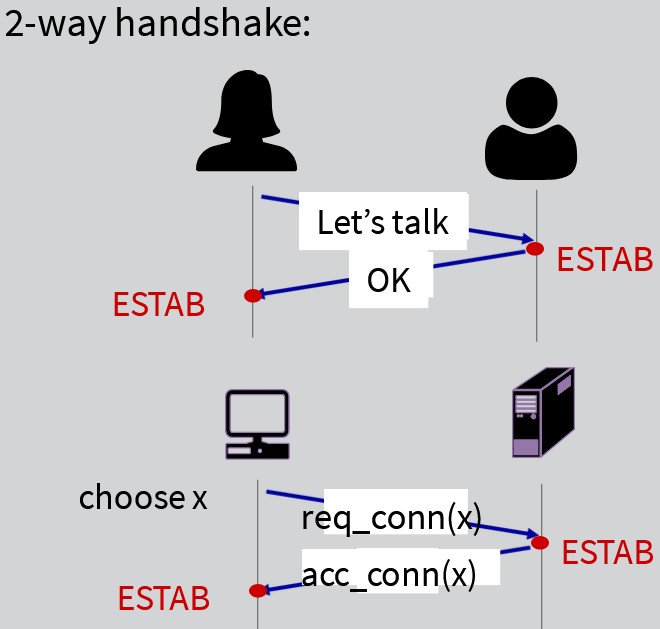 2-way handshake:
Let’s talk
ESTAB
OK
ESTAB
choose x
req_conn(x)
ESTAB
acc_conn(x)
ESTAB